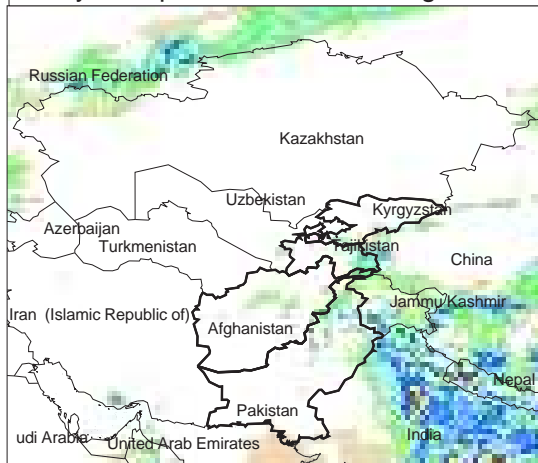 Russian Federation
Kazakhstan
Uzbekistan
Kyrgyzstan
Azerbaijan
Turkmenistan
Tajikistan
China
Jammu/Kashmir
Iran (Islamic Republic of)
Afghanistan
Nepal
Pakistan
udi Arabia
United Arab Emirates
India